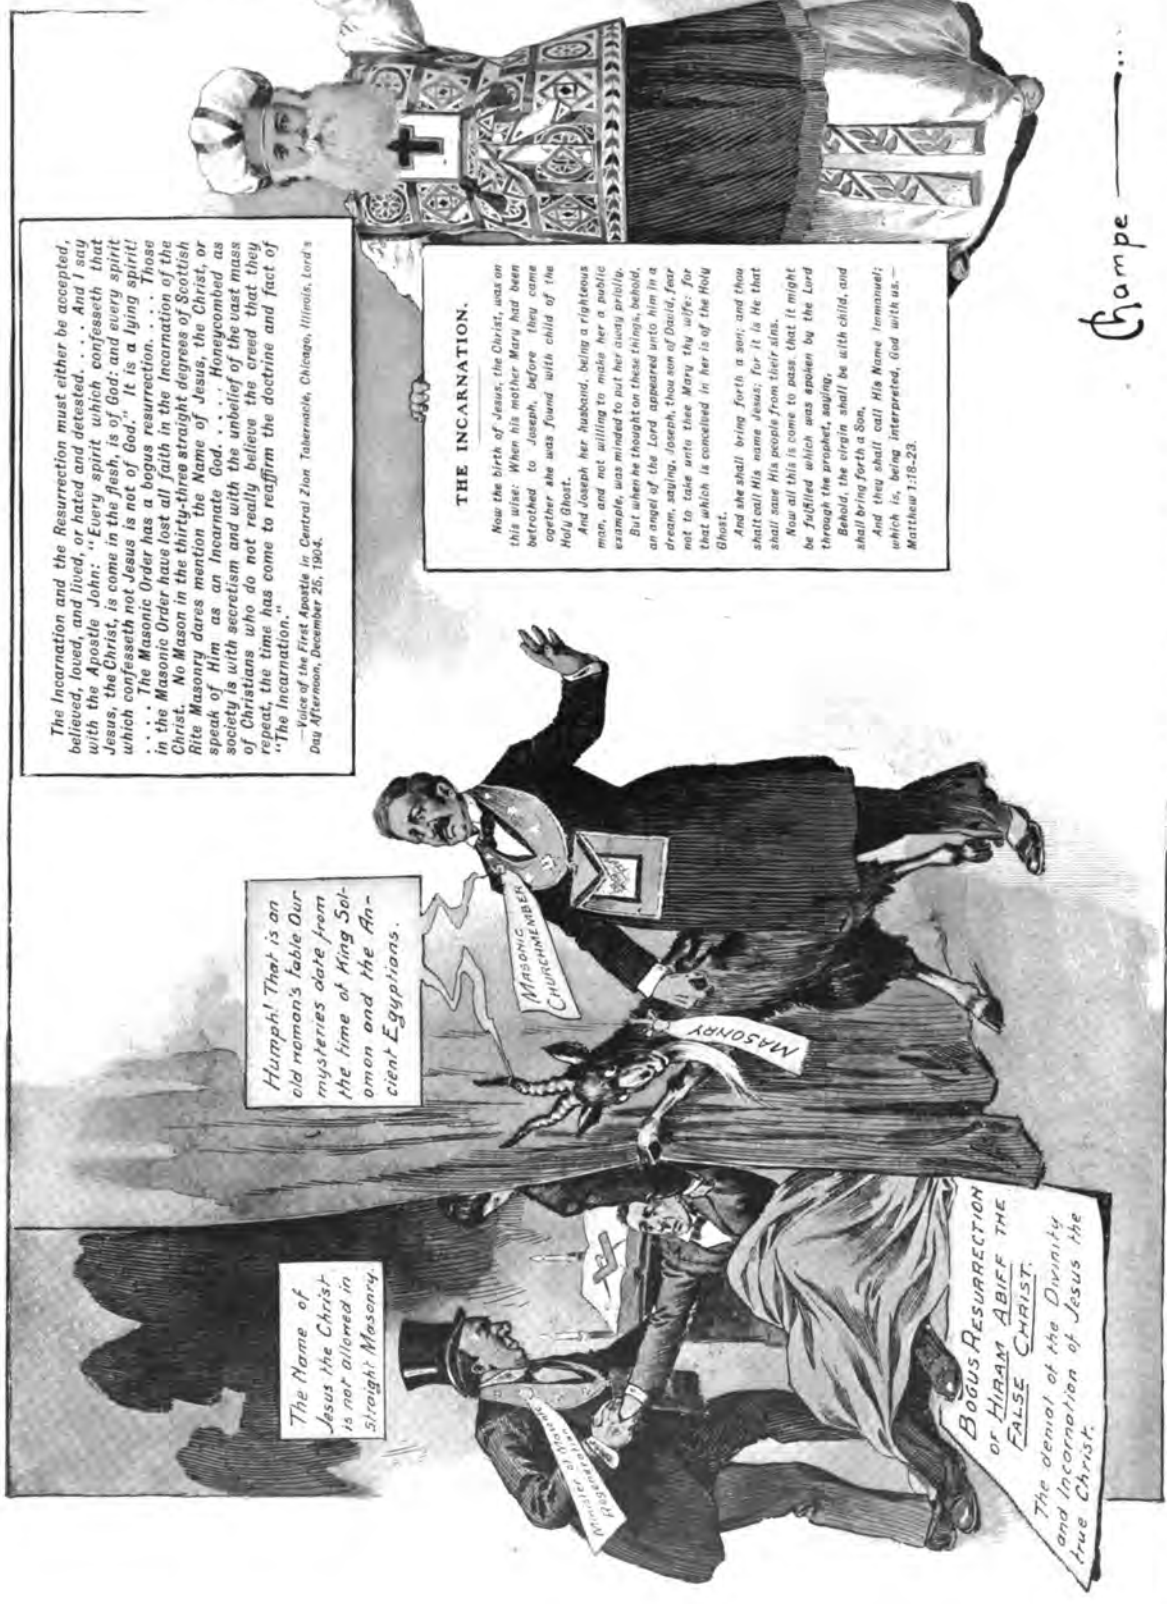 The Name of
Jesus the Christ
is not allowed in
straight Masonry.
Minister of Masonic
Regeneration
BOGUS RESURRECTION
OF HIRAM ABIFF THE
FALSE CHRIST.
The denial of the Divinity
and Incarnation of Jesus the
true Christ.
Humph! That is an
old woman's fable Our
mysteries date from
the time of King Sol-
omon and the An-
cient Egyptians.
MASONIC
CHURCHMEMBER
MASONRY
The Incarnation and the Resurrection must either be accepted,
believed, loved, and lived, or hated and detested. . . . And I say
with the Apostle John: "Every spirit which confesseth that
Jesus, the Christ, is come in the flesh, is of God: and every spirit
which confesseth not Jesus is not of God." It is a lying spirit!
. . . . The Masonic Order has a bogus resurrection. . . . Those
in the Masonic Order have lost all faith in the Incarnation of the
Christ. No Mason in the thirty-three straight degrees of Scottish
Rite Masonry dares mention the Name of Jesus, the Christ, or
speak of Him as an Incarnate God. . . . . Honeycombed as
society is with secretism and with the unbelief of the vast mass
of Christians who do not really believe the creed that they
repeat, the time has come to reaffirm the doctrine and fact of
"The Incarnation."
—Voice of the First Apostle in Central Zion Tabernacle, Chicago, Illinois, Lord's
Day Afternoon, December 25, 1904.
THE INCARNATION.
Now the birth of Jesus, the Christ, was on
this wise: When his mother Mary had been
betrothed to Joseph, before they came
ogether she was found with child of the
Holy Ghost.
And Joseph her husband, being a righteous
man, and not willing to make her a public
example, was minded to put her away privily.
But when he thought on these things, behold,
an angel of the Lord appeared unto him in a
dream, saying, Joseph, thou son of David, fear
not to take unto thee Mary thy wife: for
that which is conceived in her is of the Holy
Ghost.
And she shall bring forth a son; and thou
shalt call His name Jesus; for it is He that
shall save His people from their sins.
Now all this is come to pass, that it might
be fulfilled which was spoken by the Lord
through the prophet, saying,
Behold, the virgin shall be with child, and
shall bring forth a Son,
And they shall call His Name Immanuel;
which is, being interpreted, God with us.—
Matthew 1:18-23.
Champe